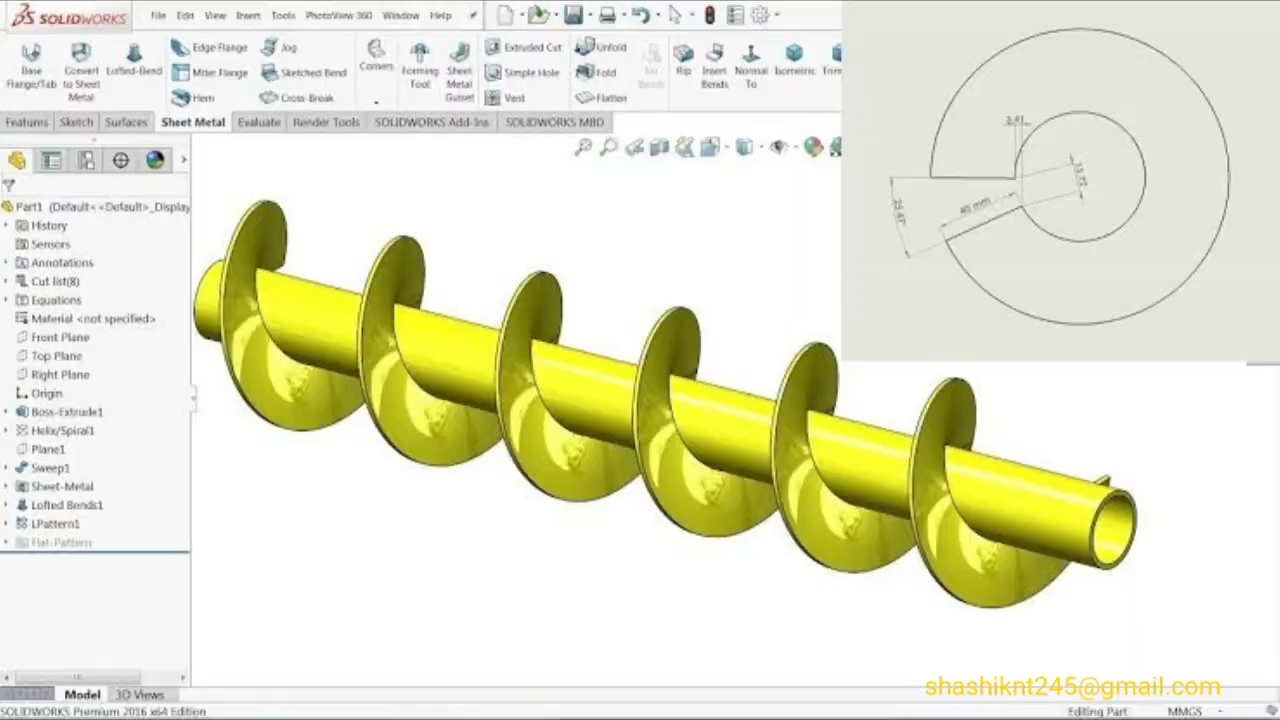 SOLIDWORKS File Edit View Insert Tools PhotoView 360 Window Help
Base Flange/Tab
Convert to Sheet Metal
Lofted-Bend
Edge Flange
Miter Flange
Hem
Jog
Sketched Bend
Cross-Break
Corners
Forming Tool
Sheet Metal Gusset
Extruded Cut
Simple Hole
Vent
Unfold
Fold
Flatten
No Bends
Rip
Insert Bends
Normal To
Isometric
Features Sketch Surfaces Sheet Metal Evaluate Render Tools SOLIDWORKS Add-Ins SOLIDWORKS MBD
Part1 (Default< <Default>_Display
History
Sensors
Annotations
Cut list(8)
Equations
Material <not specified>
Front Plane
Top Plane
Right Plane
Origin
Boss-Extrude1
Helix/Spiral1
Plane1
Sweep1
Sheet-Metal
Lofted Bends1
LPattern1
Flat-Pattern
40 mm
Model 3D Views
shashiknt245@gmail.com
SOLIDWORKS Premium 2016 x64 Edition
Editing Part MMGS